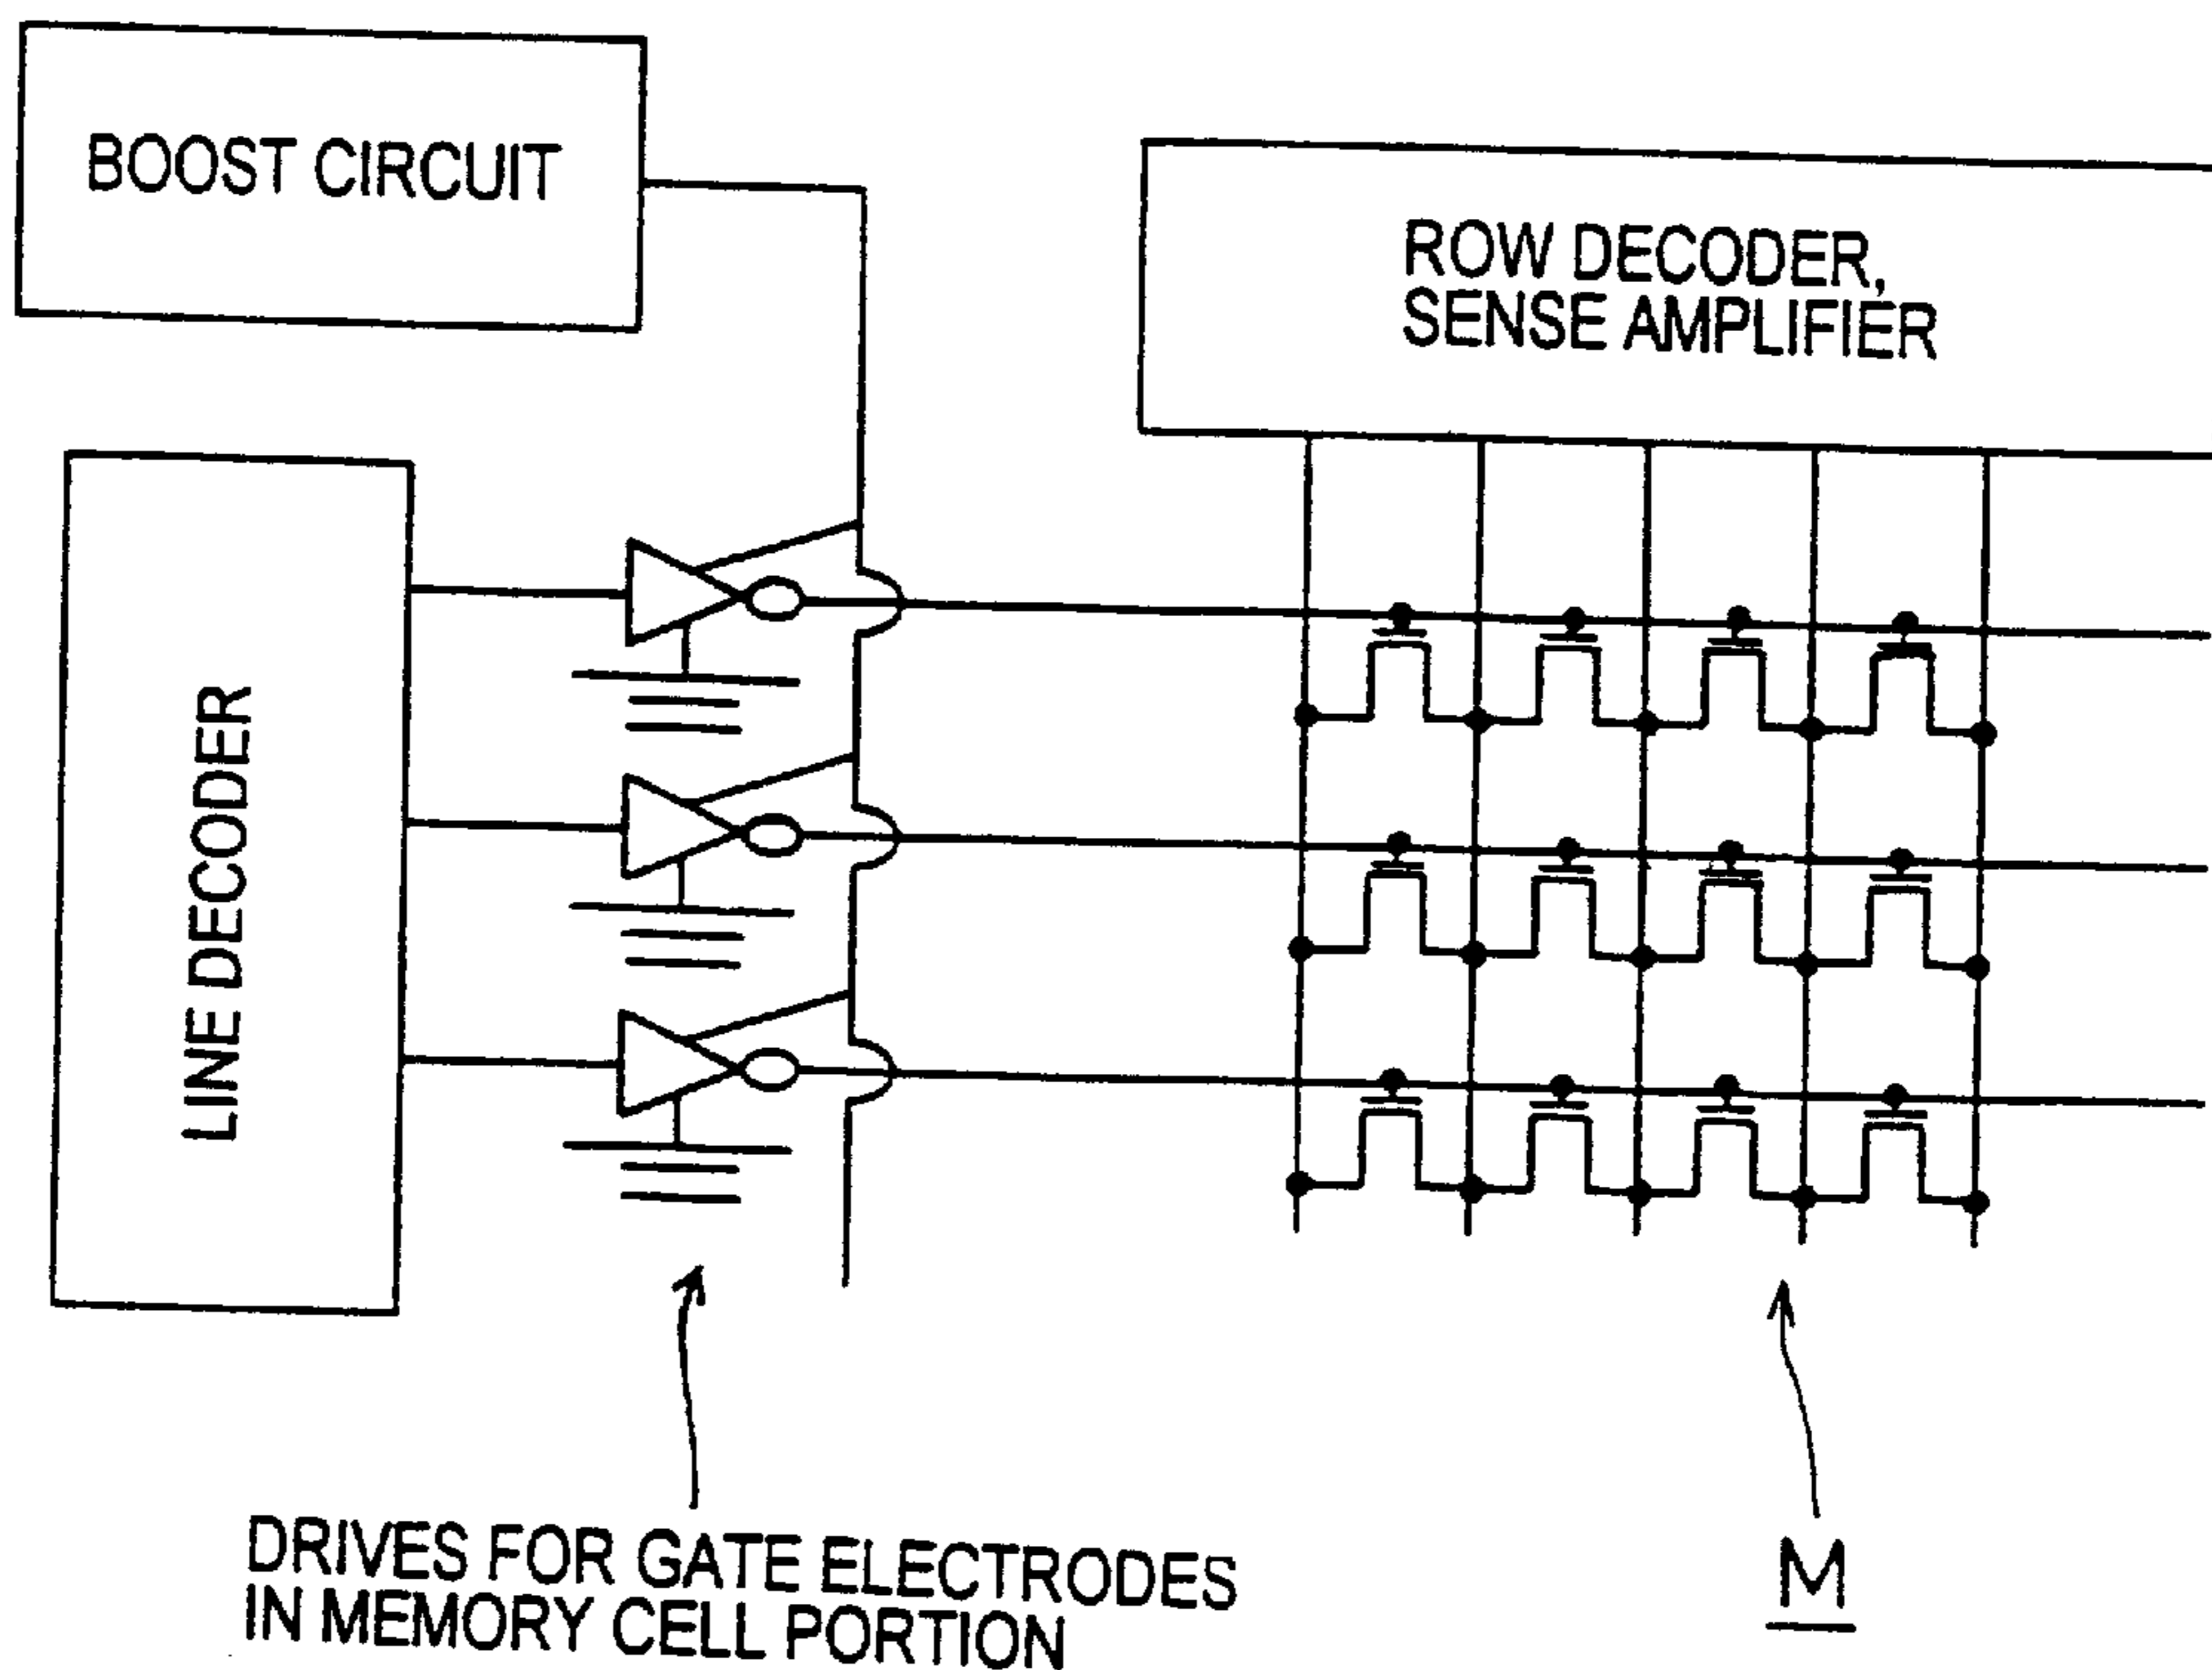 BOOST CIRCUIT
ROW DECODER,
SENSE AMPLIFIER
LINE DECODER
DRIVES FOR GATE ELECTRODES
IN MEMORY CELL PORTION
M